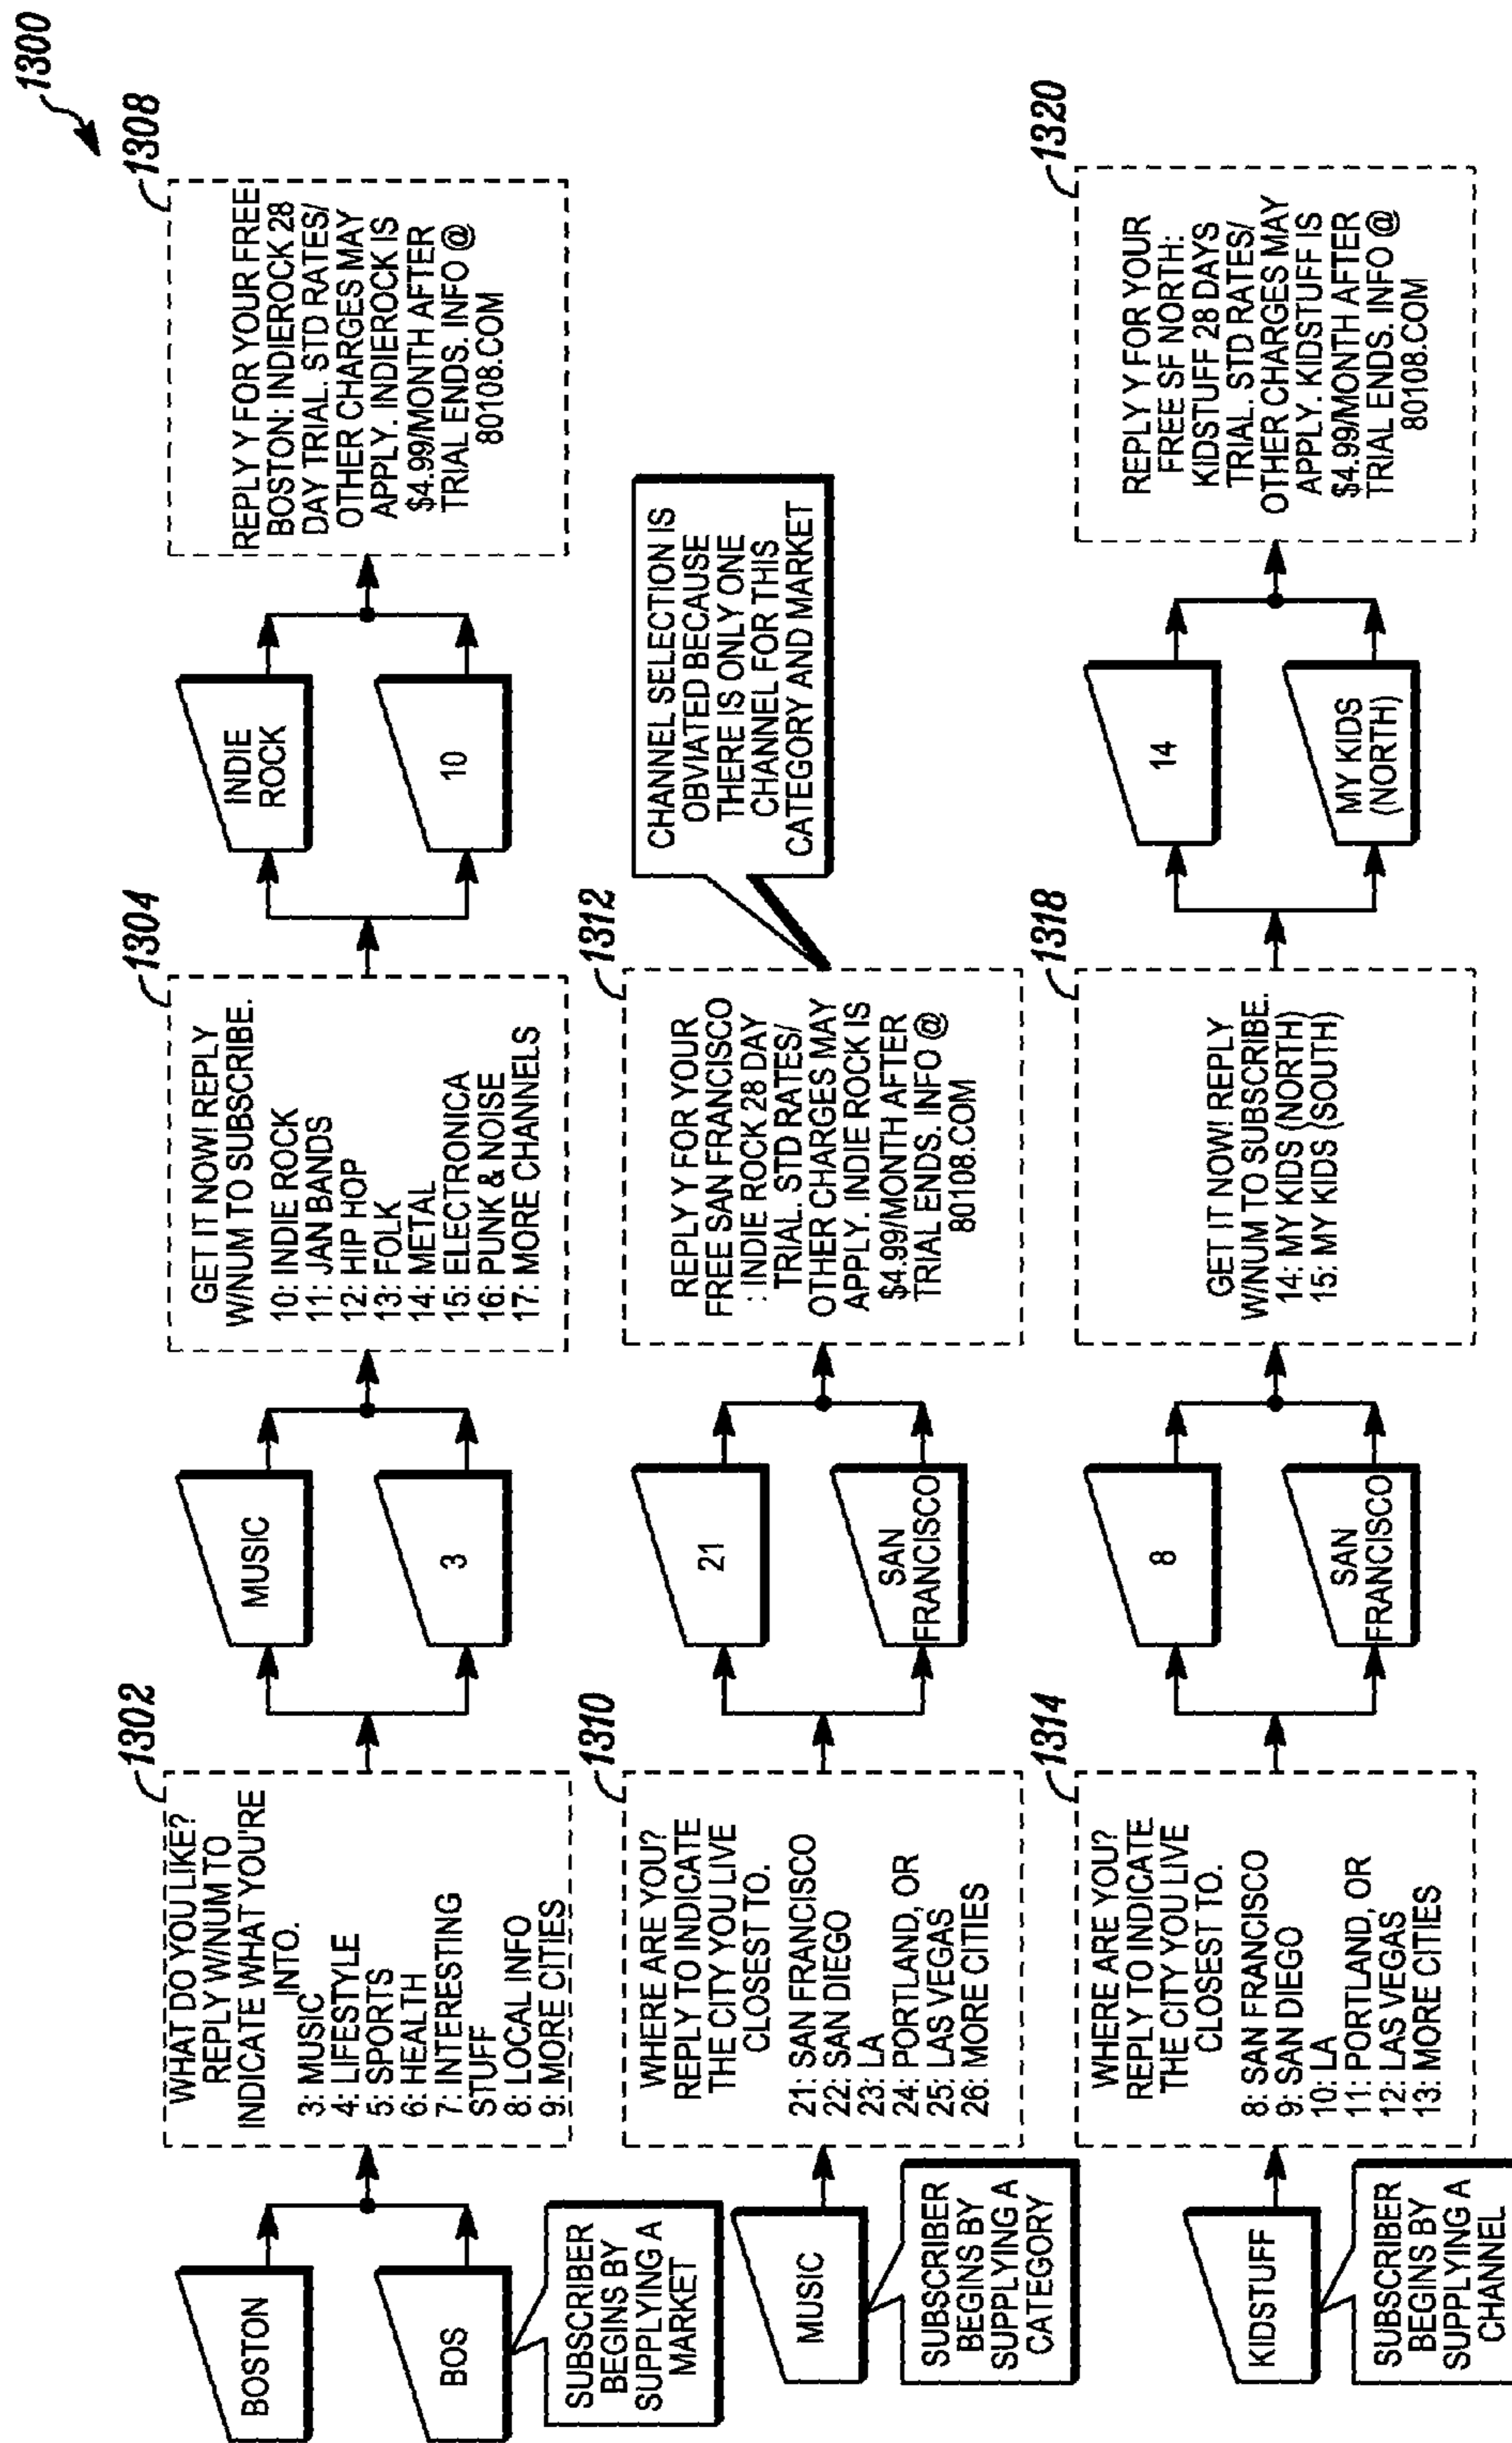 1300
BOSTON
BOS
SUBSCRIBER
BEGINS BY
SUPPLYING A
MARKET
1302
WHAT DO YOU LIKE?
REPLY W/NUM TO
INDICATE WHAT YOU'RE
INTO.
3: MUSIC
4: LIFESTYLE
5: SPORTS
6: HEALTH
7: INTERESTING
STUFF
8: LOCAL INFO
9: MORE CITIES
MUSIC
3
1304
GET IT NOW! REPLY
W/NUM TO SUBSCRIBE.
10: INDIE ROCK
11: JAN BANDS
12: HIP HOP
13: FOLK
14: METAL
15: ELECTRONICA
16: PUNK & NOISE
17: MORE CHANNELS
INDIE
ROCK
10
1308
REPLY Y FOR YOUR FREE
BOSTON: INDIEROCK 28
DAY TRIAL. STD RATES/
OTHER CHARGES MAY
APPLY. INDIEROCK IS
$4.99/MONTH AFTER
TRIAL ENDS. INFO @
80108.COM
MUSIC
SUBSCRIBER
BEGINS BY
SUPPLYING A
CATEGORY
1310
WHERE ARE YOU?
REPLY TO INDICATE
THE CITY YOU LIVE
CLOSEST TO.
21: SAN FRANCISCO
22: SAN DIEGO
23: LA
24: PORTLAND, OR
25: LAS VEGAS
26: MORE CITIES
21
SAN
FRANCISCO
1312
REPLY Y FOR YOUR
FREE SAN FRANCISCO
: INDIE ROCK 28 DAY
TRIAL. STD RATES/
OTHER CHARGES MAY
APPLY. INDIE ROCK IS
$4.99/MONTH AFTER
TRIAL ENDS. INFO @
80108.COM
CHANNEL SELECTION IS
OBVIATED BECAUSE
THERE IS ONLY ONE
CHANNEL FOR THIS
CATEGORY AND MARKET
KIDSTUFF
SUBSCRIBER
BEGINS BY
SUPPLYING A
CHANNEL
1314
WHERE ARE YOU?
REPLY TO INDICATE
THE CITY YOU LIVE
CLOSEST TO.
8: SAN FRANCISCO
9: SAN DIEGO
10: LA
11: PORTLAND, OR
12: LAS VEGAS
13: MORE CITIES
8
SAN
FRANCISCO
1318
GET IT NOW! REPLY
W/NUM TO SUBSCRIBE.
14: MY KIDS (NORTH)
15: MY KIDS (SOUTH)
14
MY KIDS
(NORTH)
1320
REPLY Y FOR YOUR
FREE SF NORTH:
KIDSTUFF 28 DAYS
TRIAL. STD RATES/
OTHER CHARGES MAY
APPLY. KIDSTUFF IS
$4.99/MONTH AFTER
TRIAL ENDS. INFO @
80108.COM